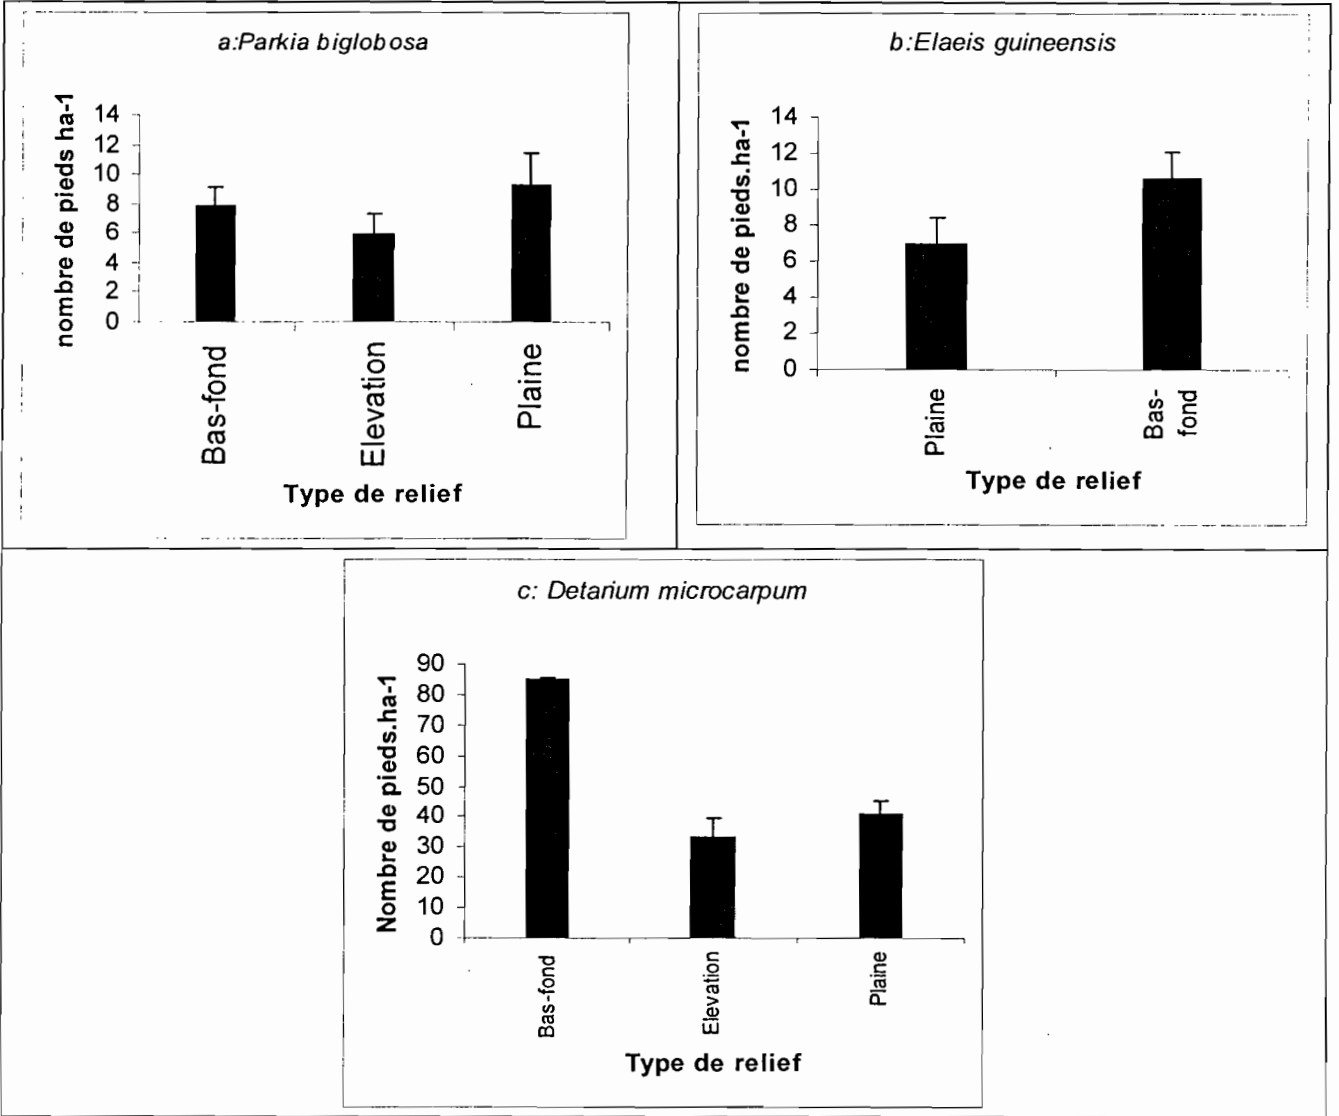 a:Parkia biglobosa
nombre de pieds ha-1
14
12
10
8
6
4
2
0
Bas-fond
Elevation
Plaine
Type de relief
b:Elaeis guineensis
nombre de pieds.ha-1
14
12
10
8
6
4
2
0
Plaine
Bas-
fond
Type de relief
c: Detarium microcarpum
Nombre de pieds.ha-1
90
80
70
60
50
40
30
20
10
0
Bas-fond
Elevation
Plaine
Type de relief